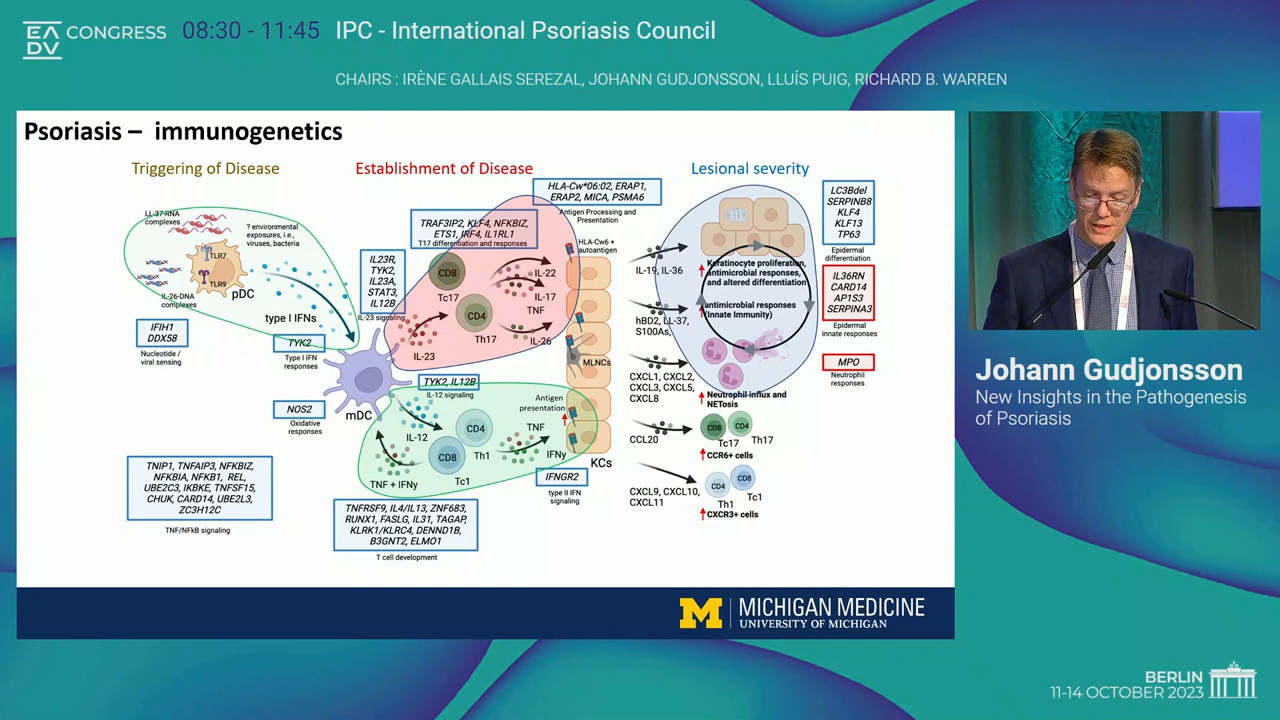 EADV CONGRESS
08:30 - 11:45 IPC - International Psoriasis Council
CHAIRS : IRÈNE GALLAIS SEREZAL, JOHANN GUDJONSSON, LLUÍS PUIG, RICHARD B. WARREN
Psoriasis – immunogenetics
Triggering of Disease
LL-37-RNA
complexes
? environmental
exposures, i.e.,
viruses, bacteria
TLR7
TLR9
pDC
IL-26-DNA
complexes
type I IFNs
IFIH1
DDX58
Nucleotide /
viral sensing
TYK2
Type I IFN
responses
mDC
NOS2
Oxidative
responses
TNIP1, TNFAIP3, NFKBIZ,
NFKBIA, NFKB1, REL,
UBE2C3, IKBKE, TNFSF15,
CHUK, CARD14, UBE2L3,
ZC3H12C
TNF/NFkB signaling
Establishment of Disease
HLA-Cw*06:02, ERAP1,
ERAP2, MICA, PSMA6
Antigen Processing and
Presentation
TRAF3IP2, KLF4, NFKBIZ,
ETS1, IRF4, IL1RL1
T17 differentiation and responses
HLA-Cw6 +
autoantigen
IL23R,
TYK2,
IL23A,
STAT3,
IL12B
IL-23 signaling
CD8
Tc17
CD4
Th17
IL-23
IL-22
IL-17
TNF
IL-26
MLNCs
TYK2, IL12B
IL-12 signaling
Antigen
presentation
IL-12
CD4
Th1
CD8
Tc1
TNF
IFNγ
TNF + IFNγ
KCs
IFNGR2
type II IFN
signaling
TNFRSF9, IL4/IL13, ZNF683,
RUNX1, FASLG, IL31, TAGAP,
KLRK1/KLRC4, DENND1B,
B3GNT2, ELMO1
T cell development
Lesional severity
IL-19, IL-36
Keratinocyte proliferation,
antimicrobial responses,
and altered differentiation
hBD2, LL-37,
S100As,
antimicrobial responses
(Innate Immunity)
CXCL1, CXCL2,
CXCL3, CXCL5,
CXCL8
Neutrophil influx and
NETosis
CCL20
CD8
CD4
Tc17
Th17
CCR6+ cells
CXCL9, CXCL10,
CXCL11
CD4
CD8
Th1
Tc1
CXCR3+ cells
LC3Bdel
SERPINB8
KLF4
KLF13
TP63
Epidermal
differentiation
IL36RN
CARD14
AP1S3
SERPINA3
Epidermal
innate responses
MPO
Neutrophil
responses
M MICHIGAN MEDICINE
UNIVERSITY OF MICHIGAN
Johann Gudjonsson
New Insights in the Pathogenesis
of Psoriasis
BERLIN
11-14 OCTOBER 2023